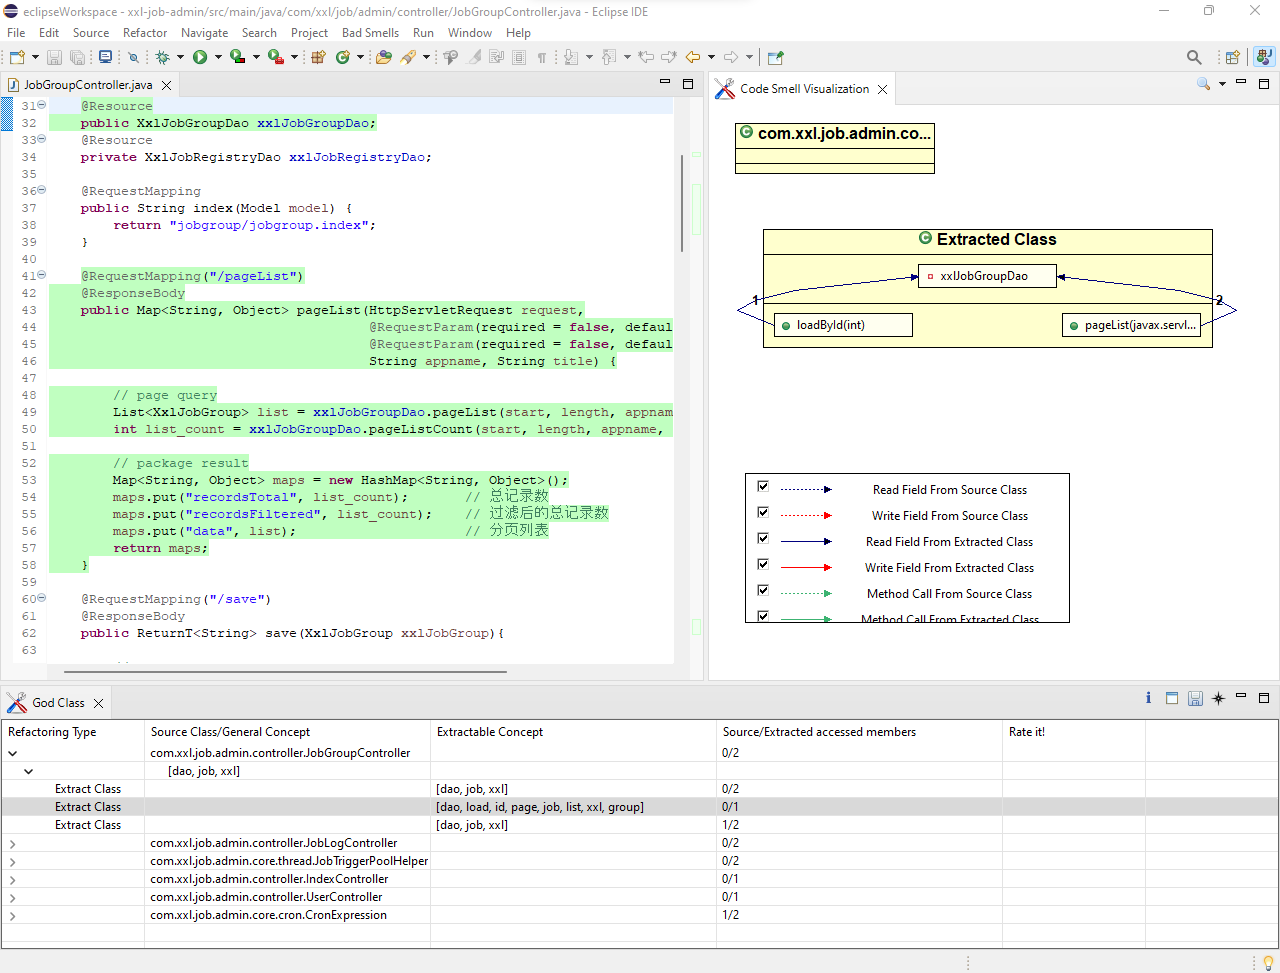 eclipseWorkspace - xxl-job-admin/src/main/java/com/xxl/job/admin/controller/JobGroupController.java - Eclipse IDE
File Edit Source Refactor Navigate Search Project Bad Smells Run Window Help
JobGroupController.java
31 @Resource
32 public XxlJobGroupDao xxlJobGroupDao;
33 @Resource
34 private XxlJobRegistryDao xxlJobRegistryDao;
35
36 @RequestMapping
37 public String index(Model model) {
38 return "jobgroup/jobgroup.index";
39 }
40
41 @RequestMapping("/pageList")
42 @ResponseBody
43 public Map<String, Object> pageList(HttpServletRequest request,
44 @RequestParam(required = false, defaul
45 @RequestParam(required = false, defaul
46 String appname, String title) {
47
48 // page query
49 List<XxlJobGroup> list = xxlJobGroupDao.pageList(start, length, appnam
50 int list_count = xxlJobGroupDao.pageListCount(start, length, appname,
51
52 // package result
53 Map<String, Object> maps = new HashMap<String, Object>();
54 maps.put("recordsTotal", list_count); // 总记录数
55 maps.put("recordsFiltered", list_count); // 过滤后的总记录数
56 maps.put("data", list); // 分页列表
57 return maps;
58 }
59
60 @RequestMapping("/save")
61 @ResponseBody
62 public ReturnT<String> save(XxlJobGroup xxlJobGroup){
63
Code Smell Visualization
com.xxl.job.admin.co...
Extracted Class
xxlJobGroupDao
1
2
loadById(int)
pageList(javax.servl...
Read Field From Source Class
Write Field From Source Class
Read Field From Extracted Class
Write Field From Extracted Class
Method Call From Source Class
Method Call From Extracted Class
God Class
Refactoring Type Source Class/General Concept Extractable Concept Source/Extracted accessed members Rate it!
com.xxl.job.admin.controller.JobGroupController 0/2
[dao, job, xxl]
Extract Class [dao, job, xxl] 0/2
Extract Class [dao, load, id, page, job, list, xxl, group] 0/1
Extract Class [dao, job, xxl] 1/2
com.xxl.job.admin.controller.JobLogController 0/2
com.xxl.job.admin.core.thread.JobTriggerPoolHelper 0/2
com.xxl.job.admin.controller.IndexController 0/1
com.xxl.job.admin.controller.UserController 0/1
com.xxl.job.admin.core.cron.CronExpression 1/2